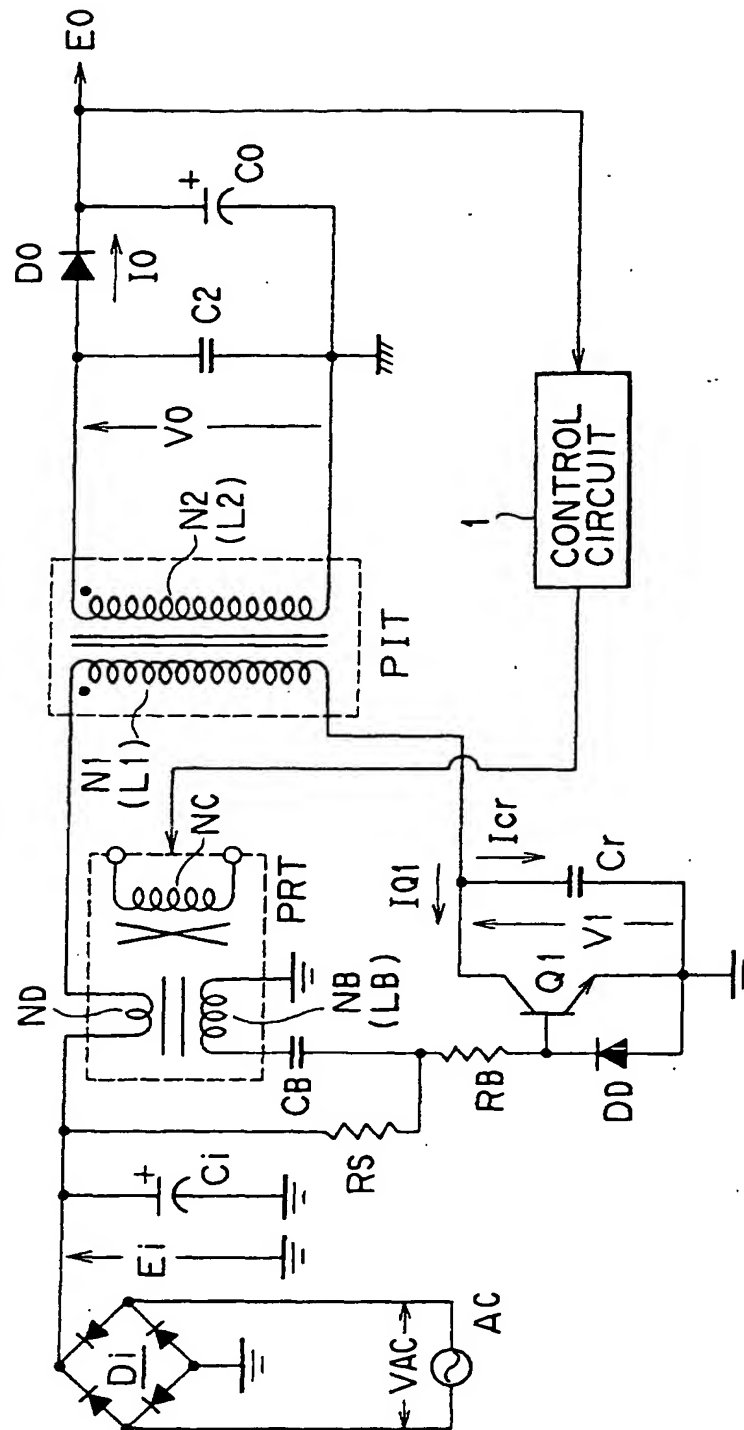 AC
VAC
Di
Ei
+
Ci
RS
CB
RB
DD
Q1
V1
Cr
IQ1
Icr
ND
NB
(LB)
NC
PRT
N1
(L1)
N2
(L2)
PIT
V0
C2
D0
I0
+
C0
E0
1
CONTROL
CIRCUIT